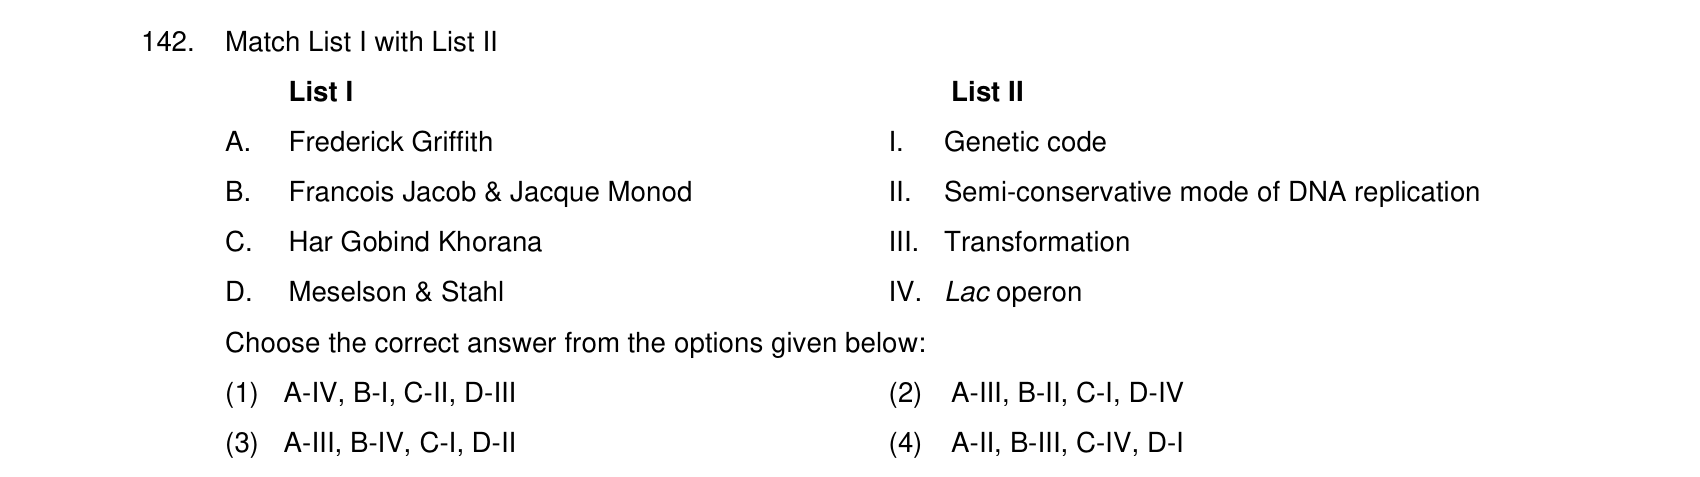 142. Match List I with List II
List I List II
A. Frederick Griffith I. Genetic code
B. Francois Jacob & Jacque Monod II. Semi-conservative mode of DNA replication
C. Har Gobind Khorana III. Transformation
D. Meselson & Stahl IV. Lac operon
Choose the correct answer from the options given below:
(1) A-IV, B-I, C-II, D-III (2) A-III, B-II, C-I, D-IV
(3) A-III, B-IV, C-I, D-II (4) A-II, B-III, C-IV, D-I